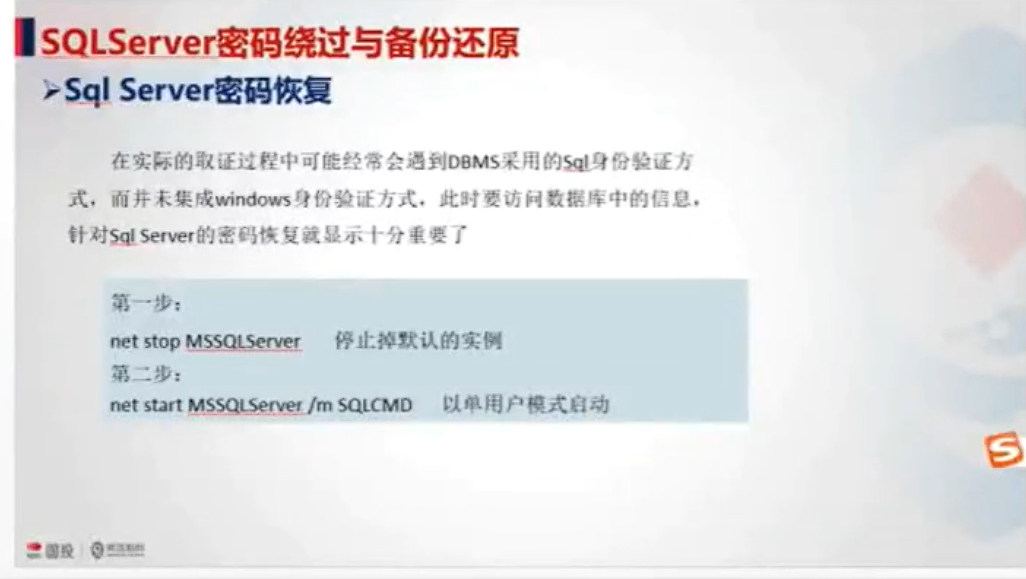 SQLServer密码绕过与备份还原
➢Sql Server密码恢复
在实际的取证过程中可能经常会遇到DBMS采用的Sql身份验证方
式，而并未集成windows身份验证方式，此时要访问数据库中的信息，
针对Sql Server的密码恢复就显示十分重要了
第一步：
net stop MSSQLServer 停止掉默认的实例
第二步：
net start MSSQLServer /m SQLCMD 以单用户模式启动
S
国投